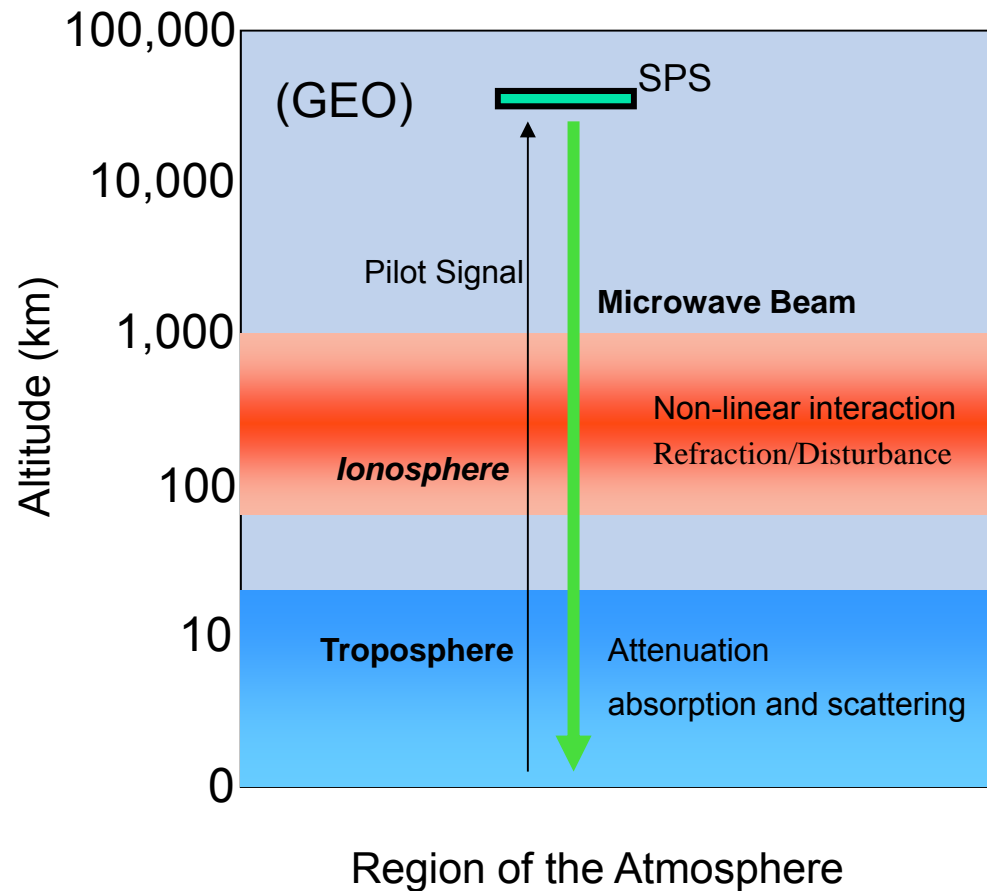 100,000
(GEO)
SPS
10,000
Pilot Signal
Microwave Beam
1,000
Altitude (km)
Non-linear interaction
Refraction/Disturbance
Ionosphere
100
10
Troposphere
Attenuation
absorption and scattering
0
Region of the Atmosphere